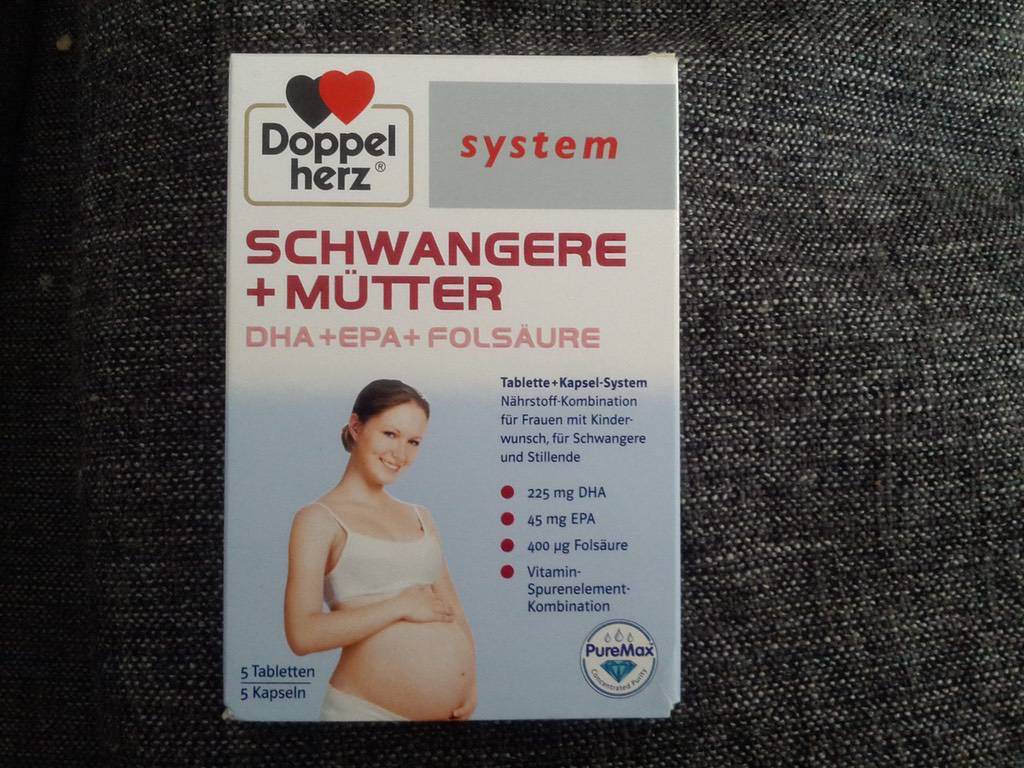 Doppel
herz®
system
SCHWANGERE
+ MÜTTER
DHA + EPA + FOLSÄURE
Tablette + Kapsel-System
Nährstoff-Kombination
für Frauen mit Kinder-
wunsch, für Schwangere
und Stillende
225 mg DHA
45 mg EPA
400 µg Folsäure
Vitamin-
Spurenelement-
Kombination
5 Tabletten
5 Kapseln
PureMax
Concentrated Purity